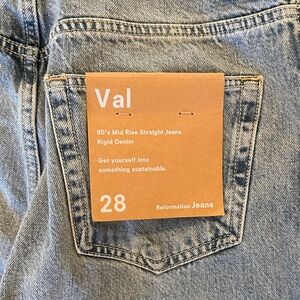 Val
90's Mid Rise Straight Jeans
Rigid Denim
Get yourself into
something sustainable.
28
Reformation Jeans